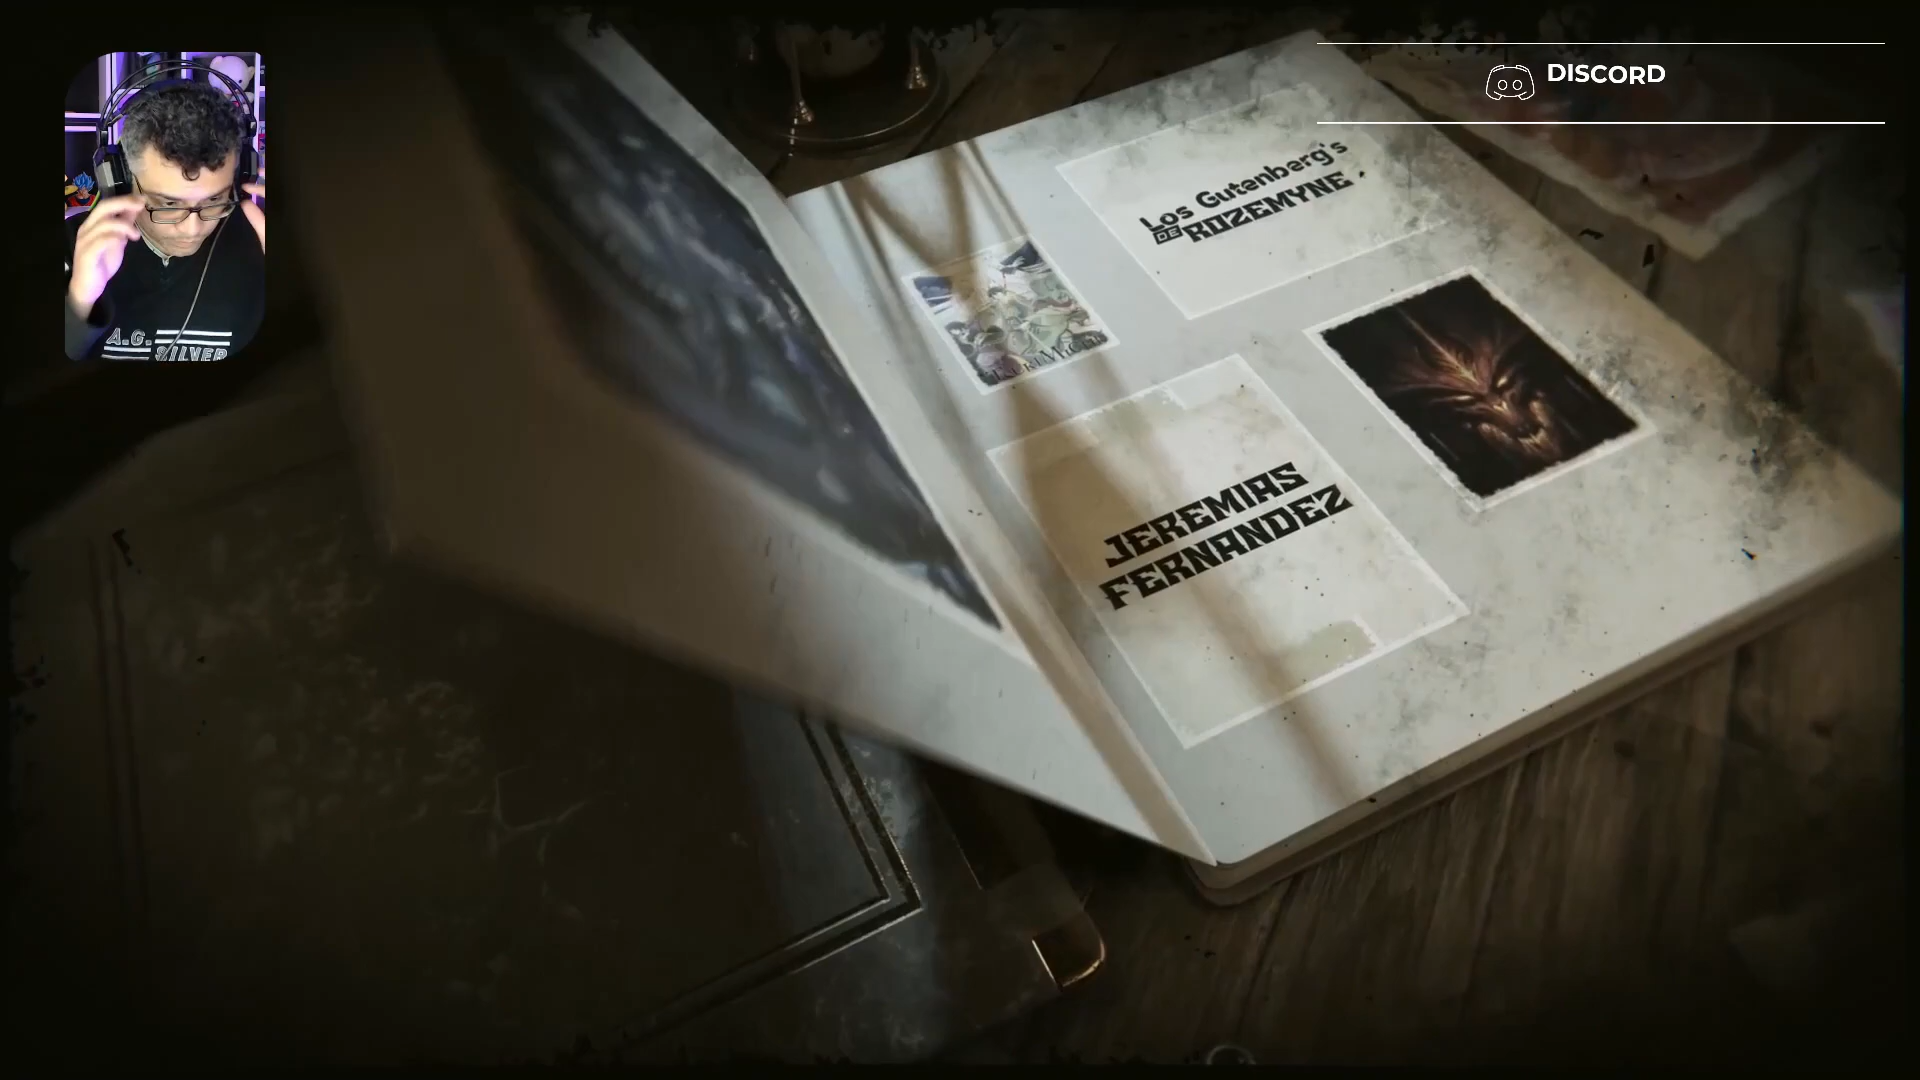 DISCORD
Los Gutenberg's
DE ROZEMYNE
JEREMIAS
FERNANDEZ
A.G.
SILVER